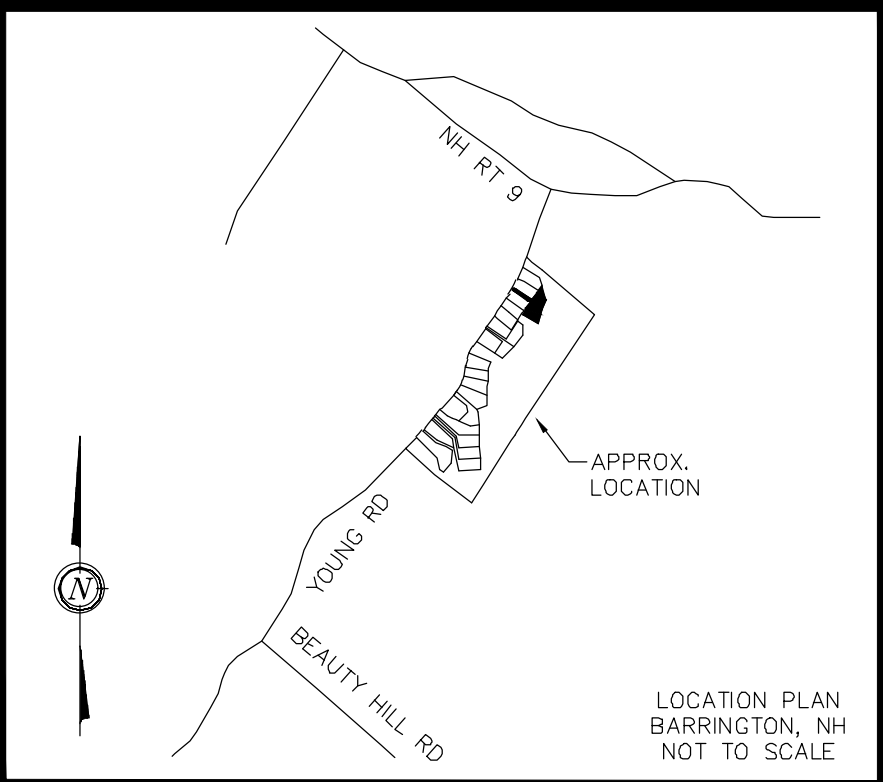 NH RT 9
APPROX.
LOCATION
YOUNG RD
N
BEAUTY HILL RD
LOCATION PLAN
BARRINGTON, NH
NOT TO SCALE